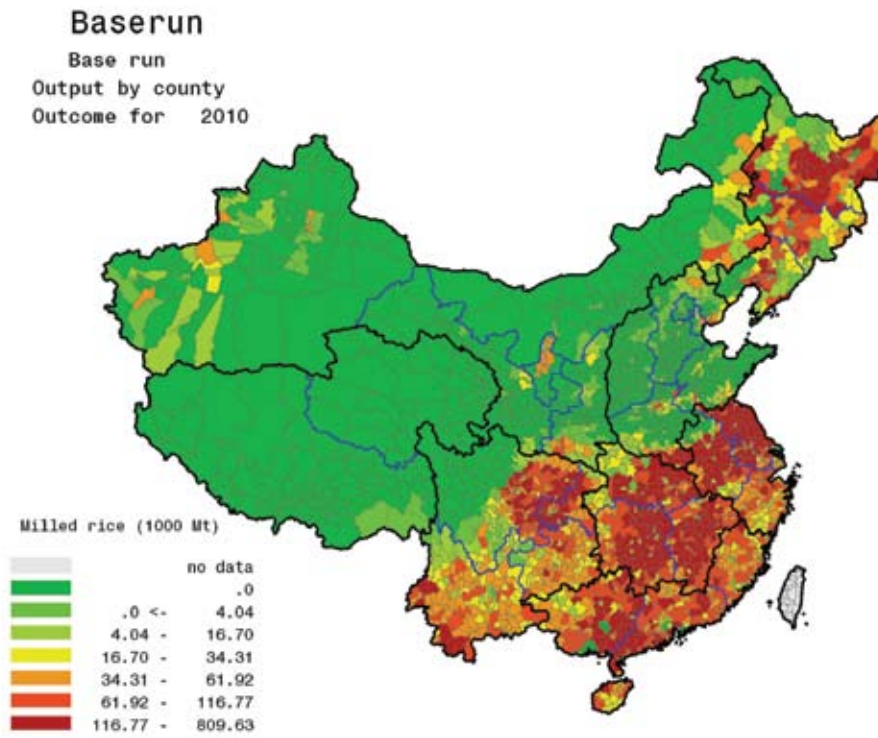 Baserun
Base run
Output by county
Outcome for 2010
Milled rice (1000 Mt)
no data
.0
.0 <- 4.04
4.04 - 16.70
16.70 - 34.31
34.31 - 61.92
61.92 - 116.77
116.77 - 809.63